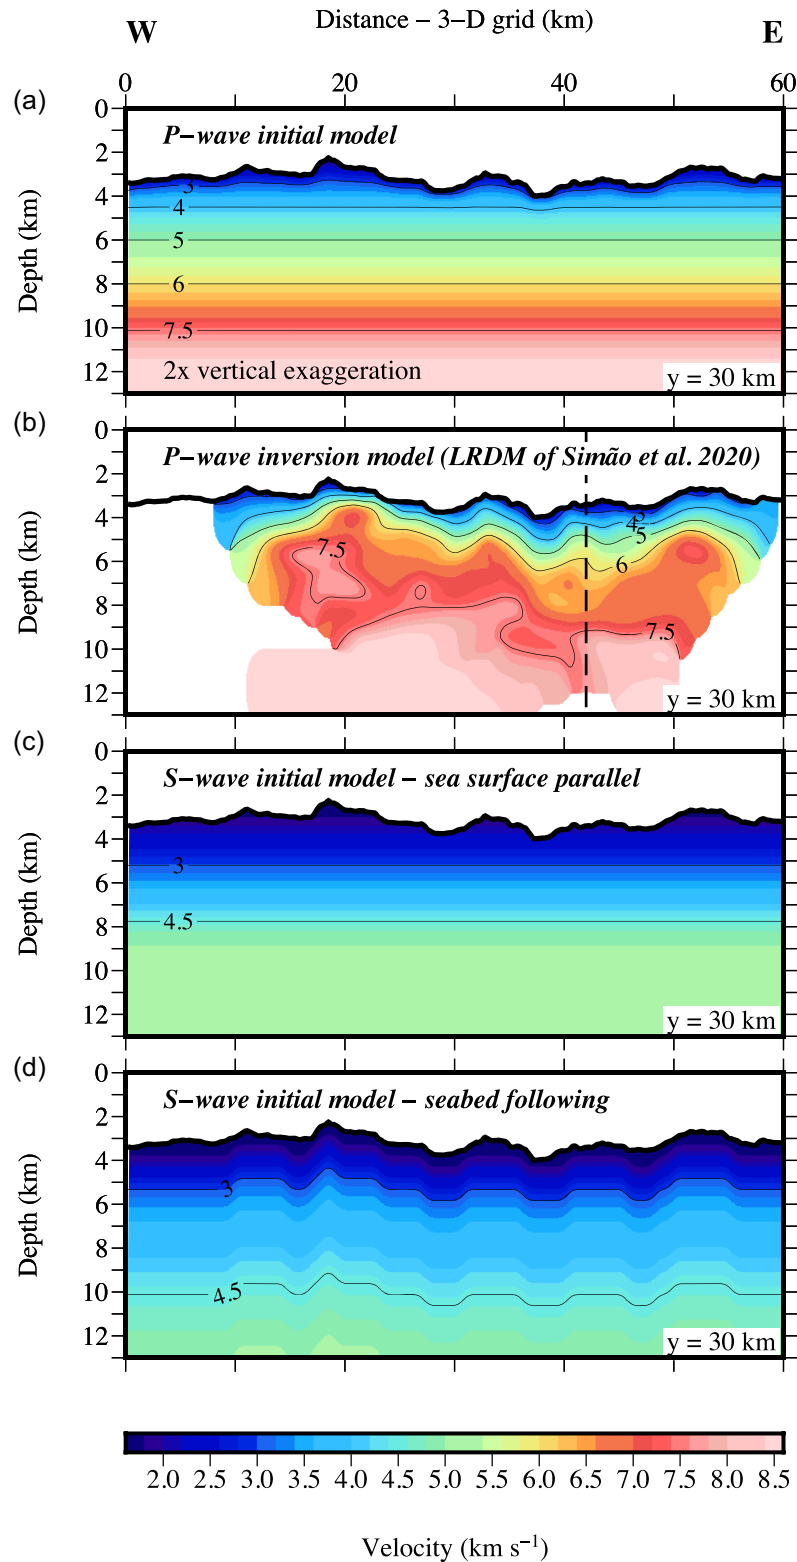 Distance – 3–D grid (km)
W E
0 20 40 60
(a)
P–wave initial model
0
2
4
6
8
10
12
Depth (km)
3
4
5
6
7.5
2x vertical exaggeration
y = 30 km
(b)
P–wave inversion model (LRDM of Simão et al. 2020)
0
2
4
6
8
10
12
Depth (km)
3
4
5
6
7.5
7.5
y = 30 km
(c)
S–wave initial model – sea surface parallel
0
2
4
6
8
10
12
Depth (km)
3
4.5
y = 30 km
(d)
S–wave initial model – seabed following
0
2
4
6
8
10
12
Depth (km)
3
4.5
y = 30 km
2.0 2.5 3.0 3.5 4.0 4.5 5.0 5.5 6.0 6.5 7.0 7.5 8.0 8.5
Velocity (km s⁻¹)